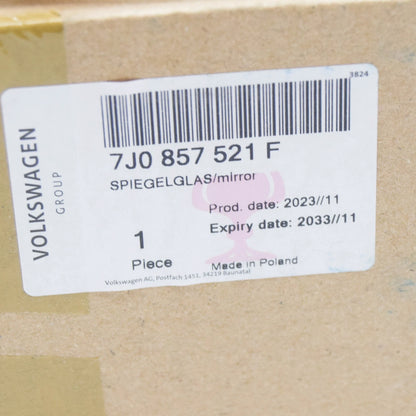 3824
VOLKSWAGEN
GROUP
7J0 857 521 F
SPIEGELGLAS/mirror
Prod. date: 2023//11
Expiry date: 2033//11
1
Piece
Made in Poland
Volkswagen AG, Postfach 1451, 34219 Baunatal